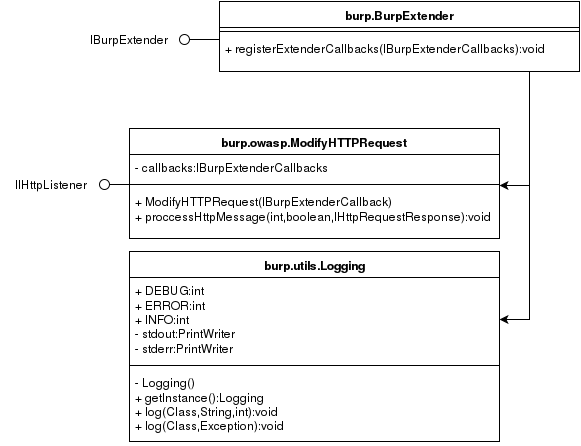 burp.BurpExtender
IBurpExtender
+ registerExtenderCallbacks(IBurpExtenderCallbacks):void
burp.owasp.ModifyHTTPRequest
- callbacks:IBurpExtenderCallbacks
IIHttpListener
+ ModifyHTTPRequest(IBurpExtenderCallback)
+ proccessHttpMessage(int,boolean,IHttpRequestResponse):void
burp.utils.Logging
+ DEBUG:int
+ ERROR:int
+ INFO:int
- stdout:PrintWriter
- stderr:PrintWriter
- Logging()
+ getInstance():Logging
+ log(Class,String,int):void
+ log(Class,Exception):void